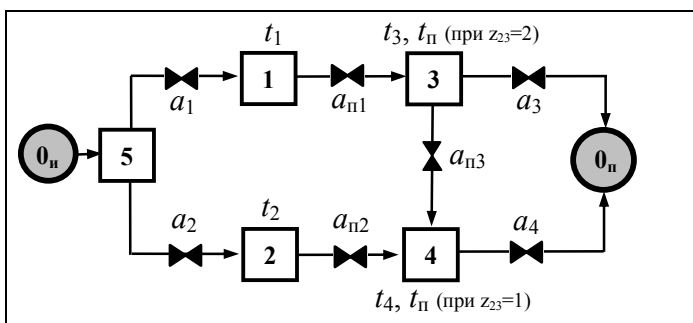 t₁
t₃, tп (при z₂₃=2)
1
3
a₁
aп1
a₃
0и
5
aп3
0п
a₂
t₂
aп2
a₄
2
4
t₄, tп (при z₂₃=1)